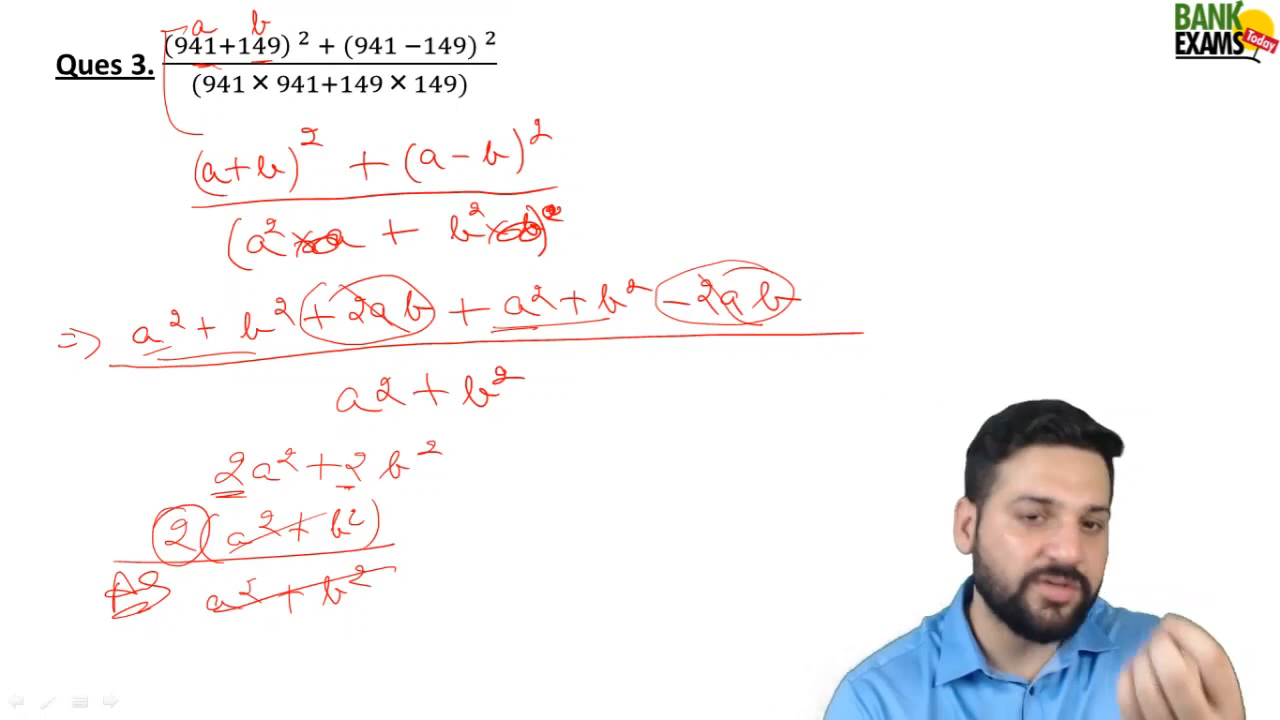 BANK
EXAMS
Today
a b
Ques 3. (941+149) ² + (941 −149) ²
(941 × 941+149 × 149)
(a+b)² + (a−b)²
(a² + b²)
=> a² + b² + 2ab + a² + b² − 2ab
a² + b²
2a² + 2b²
2(a² + b²)
a² + b²